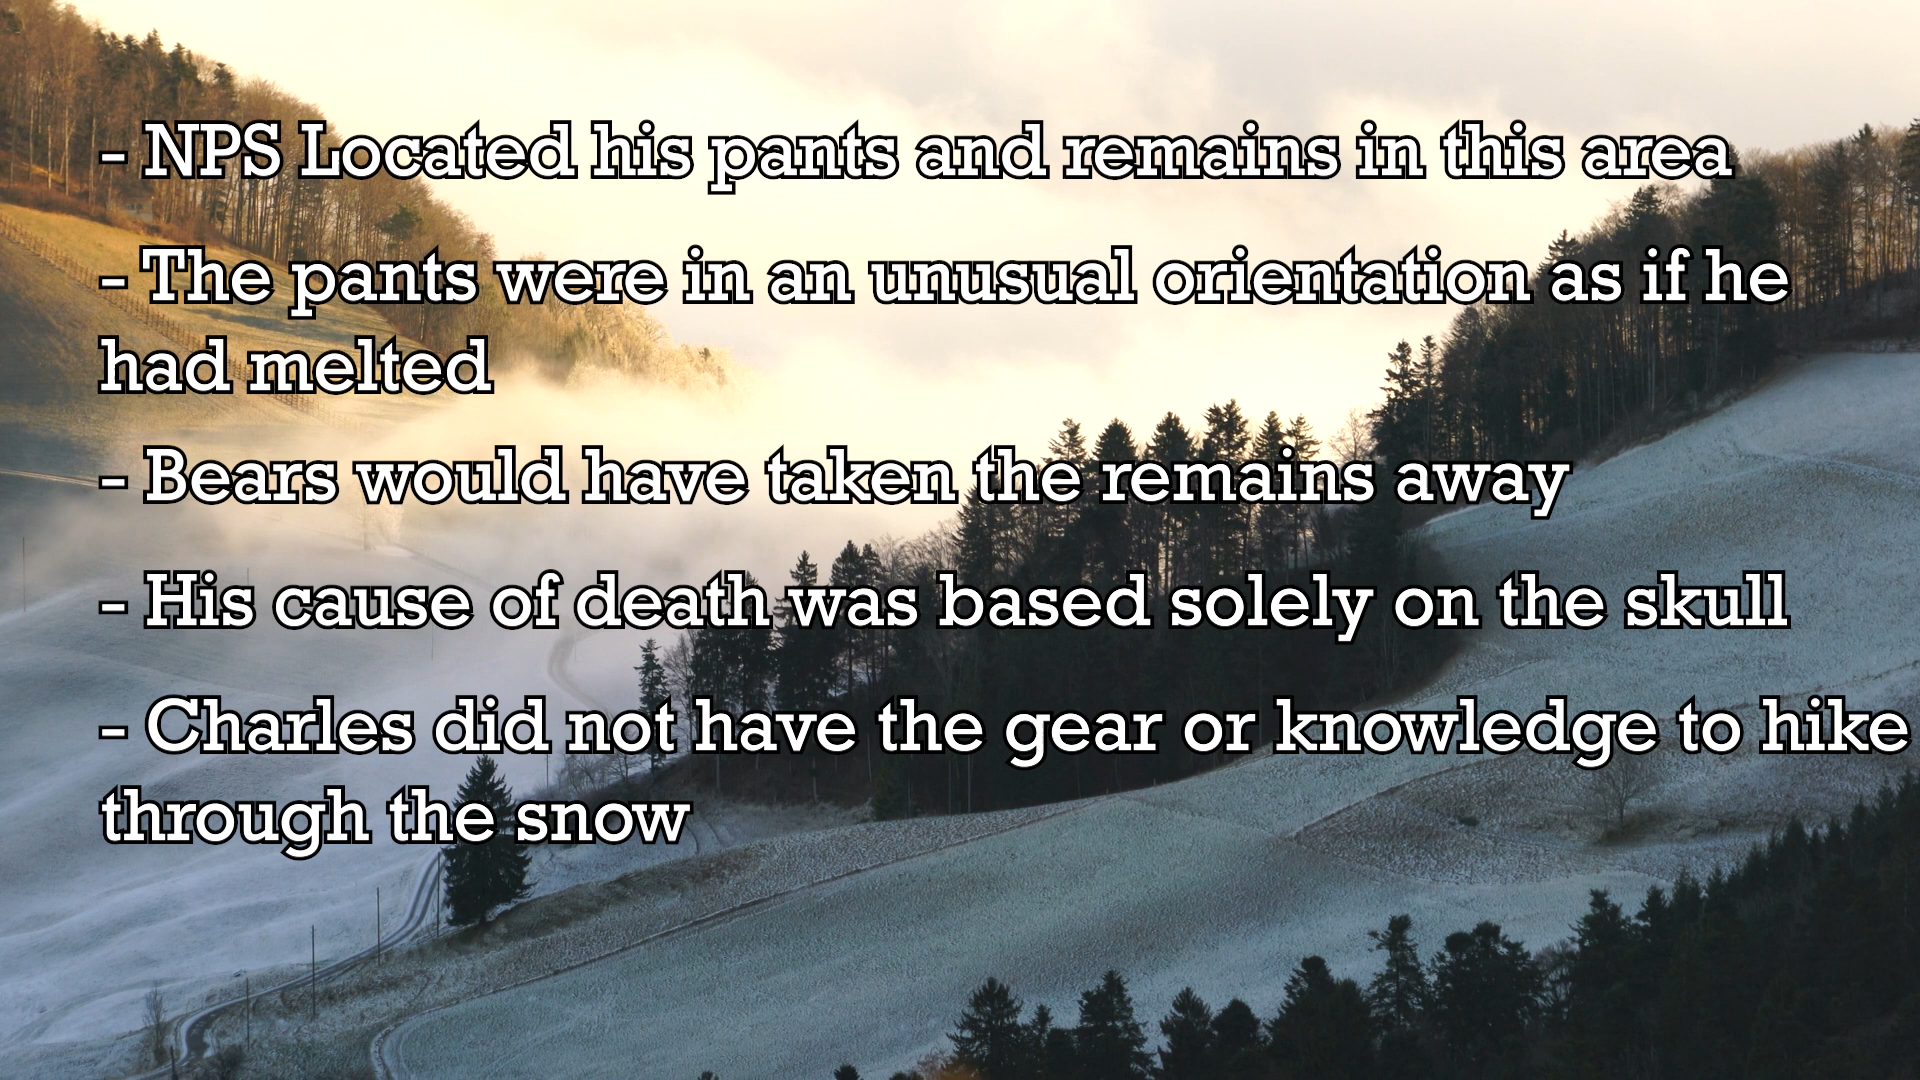 - NPS Located his pants and remains in this area
- The pants were in an unusual orientation as if he
had melted
- Bears would have taken the remains away
- His cause of death was based solely on the skull
- Charles did not have the gear or knowledge to hike
through the snow